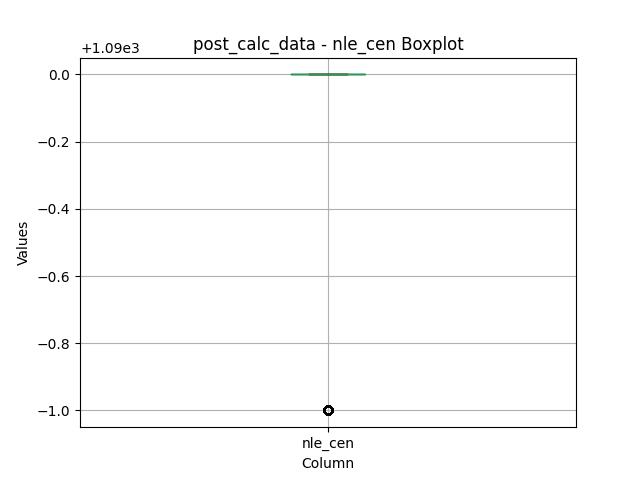 post_calc_data - nle_cen Boxplot
+1.09e3
0.0
−0.2
−0.4
−0.6
−0.8
−1.0
Values
nle_cen
Column